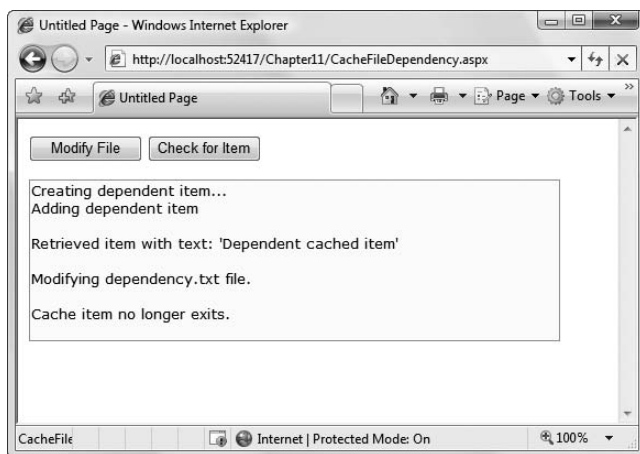 Untitled Page - Windows Internet Explorer
http://localhost:52417/Chapter11/CacheFileDependency.aspx
Untitled Page
Page
Tools
Modify File
Check for Item
Creating dependent item...
Adding dependent item
Retrieved item with text: 'Dependent cached item'
Modifying dependency.txt file.
Cache item no longer exits.
CacheFile
Internet | Protected Mode: On
100%